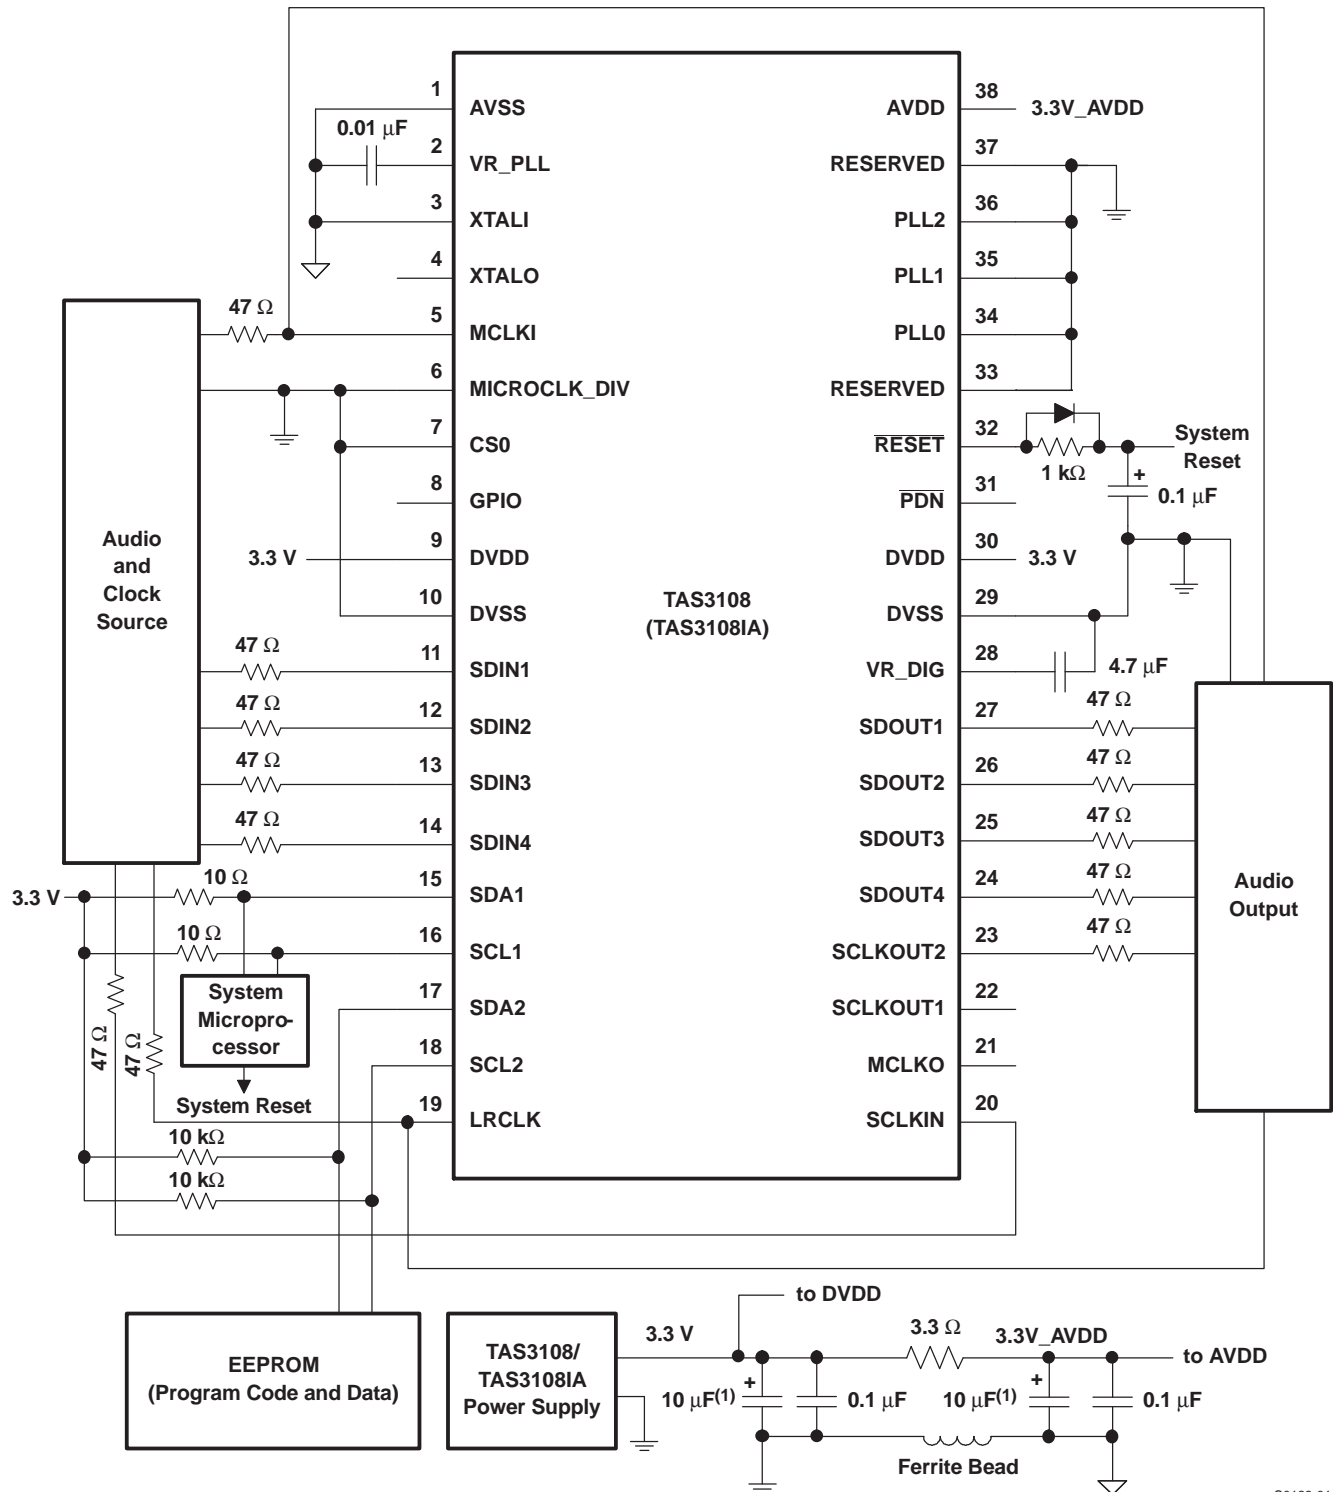 1 AVSS
0.01 μF
2 VR_PLL
3 XTALI
4 XTALO
47 Ω
5 MCLKI
6 MICROCLK_DIV
7 CS0
8 GPIO
3.3 V
9 DVDD
10 DVSS
47 Ω
11 SDIN1
47 Ω
12 SDIN2
47 Ω
13 SDIN3
47 Ω
14 SDIN4
3.3 V
10 Ω
15 SDA1
10 Ω
16 SCL1
17 SDA2
18 SCL2
19 LRCLK
Audio
and
Clock
Source
47 Ω
47 Ω
System
Micropro-
cessor
System Reset
10 kΩ
10 kΩ
TAS3108
(TAS3108IA)
AVDD 38
3.3V_AVDD
RESERVED 37
PLL2 36
PLL1 35
PLL0 34
RESERVED 33
RESET 32
1 kΩ
System
Reset
+
0.1 μF
PDN 31
DVDD 30
3.3 V
DVSS 29
VR_DIG 28
4.7 μF
SDOUT1 27
47 Ω
SDOUT2 26
47 Ω
SDOUT3 25
47 Ω
SDOUT4 24
47 Ω
SCLKOUT2 23
47 Ω
SCLKOUT1 22
MCLKO 21
SCLKIN 20
Audio
Output
EEPROM
(Program Code and Data)
TAS3108/
TAS3108IA
Power Supply
3.3 V
to DVDD
3.3 Ω
3.3V_AVDD
to AVDD
+
10 μF(1)
0.1 μF
+
10 μF(1)
0.1 μF
Ferrite Bead